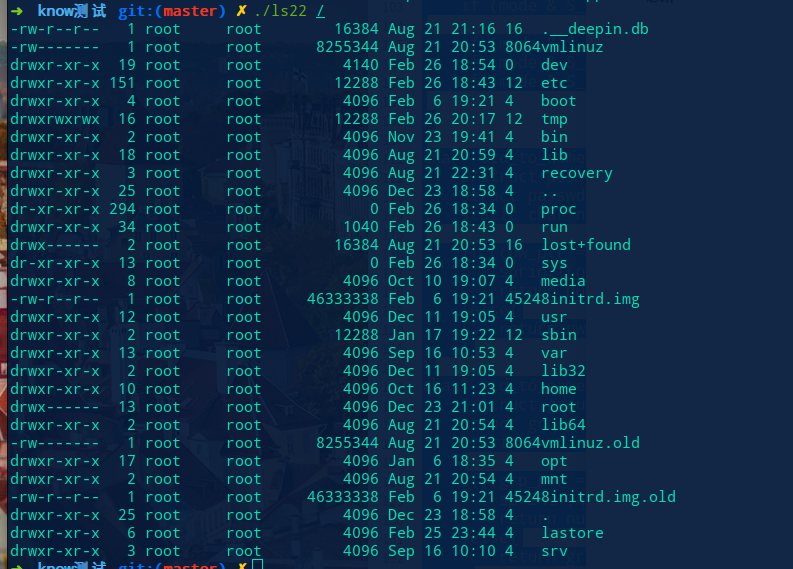 ➜ know测试 git:(master) ✗ ./ls22 /
-rw-r--r-- 1 root root 16384 Aug 21 21:16 16 .__deepin.db
-rw------- 1 root root 8255344 Aug 21 20:53 8064vmlinuz
drwxr-xr-x 19 root root 4140 Feb 26 18:54 0 dev
drwxr-xr-x 151 root root 12288 Feb 26 18:43 12 etc
drwxr-xr-x 4 root root 4096 Feb 6 19:21 4 boot
drwxrwxrwx 16 root root 12288 Feb 26 20:17 12 tmp
drwxr-xr-x 2 root root 4096 Nov 23 19:41 4 bin
drwxr-xr-x 18 root root 4096 Aug 21 20:59 4 lib
drwxr-xr-x 3 root root 4096 Aug 21 22:31 4 recovery
drwxr-xr-x 25 root root 4096 Dec 23 18:58 4 ..
dr-xr-xr-x 294 root root 0 Feb 26 18:34 0 proc
drwxr-xr-x 34 root root 1040 Feb 26 18:43 0 run
drwx------ 2 root root 16384 Aug 21 20:53 16 lost+found
dr-xr-xr-x 13 root root 0 Feb 26 18:34 0 sys
drwxr-xr-x 8 root root 4096 Oct 10 19:07 4 media
-rw-r--r-- 1 root root 46333338 Feb 6 19:21 45248initrd.img
drwxr-xr-x 12 root root 4096 Dec 11 19:05 4 usr
drwxr-xr-x 2 root root 12288 Jan 17 19:22 12 sbin
drwxr-xr-x 13 root root 4096 Sep 16 10:53 4 var
drwxr-xr-x 2 root root 4096 Dec 11 19:05 4 lib32
drwxr-xr-x 10 root root 4096 Oct 16 11:23 4 home
drwx------ 13 root root 4096 Dec 23 21:01 4 root
drwxr-xr-x 2 root root 4096 Aug 21 20:54 4 lib64
-rw------- 1 root root 8255344 Aug 21 20:53 8064vmlinuz.old
drwxr-xr-x 17 root root 4096 Jan 6 18:35 4 opt
drwxr-xr-x 2 root root 4096 Aug 21 20:54 4 mnt
-rw-r--r-- 1 root root 46333338 Feb 6 19:21 45248initrd.img.old
drwxr-xr-x 25 root root 4096 Dec 23 18:58 4 .
drwxr-xr-x 6 root root 4096 Feb 25 23:44 4 lastore
drwxr-xr-x 3 root root 4096 Sep 16 10:10 4 srv
➜ know测试 git:(master) ✗